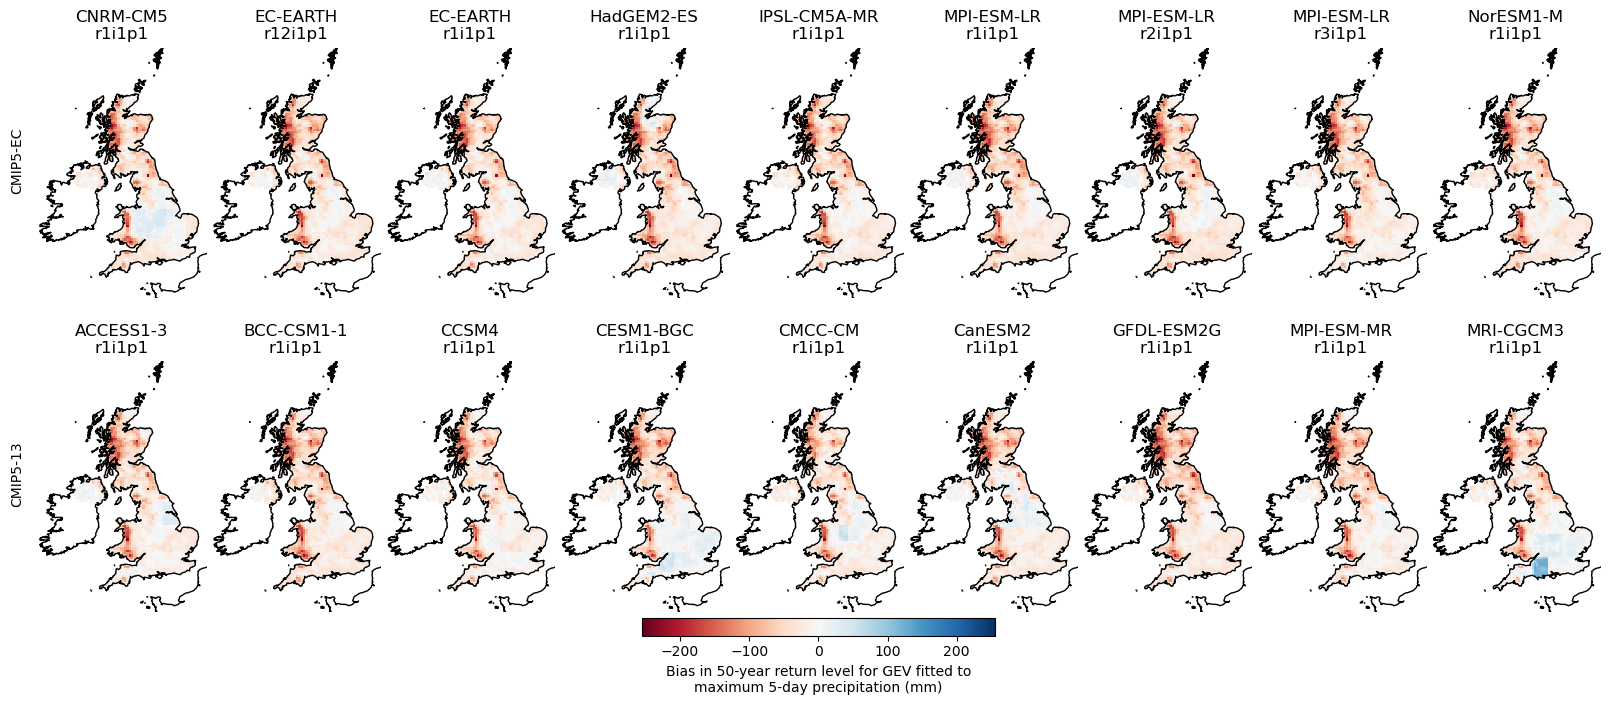 CNRM-CM5
r1i1p1
EC-EARTH
r12i1p1
EC-EARTH
r1i1p1
HadGEM2-ES
r1i1p1
IPSL-CM5A-MR
r1i1p1
MPI-ESM-LR
r1i1p1
MPI-ESM-LR
r2i1p1
MPI-ESM-LR
r3i1p1
NorESM1-M
r1i1p1
CMIP5-EC
ACCESS1-3
r1i1p1
BCC-CSM1-1
r1i1p1
CCSM4
r1i1p1
CESM1-BGC
r1i1p1
CMCC-CM
r1i1p1
CanESM2
r1i1p1
GFDL-ESM2G
r1i1p1
MPI-ESM-MR
r1i1p1
MRI-CGCM3
r1i1p1
CMIP5-13
−200 −100 0 100 200
Bias in 50-year return level for GEV fitted to
maximum 5-day precipitation (mm)